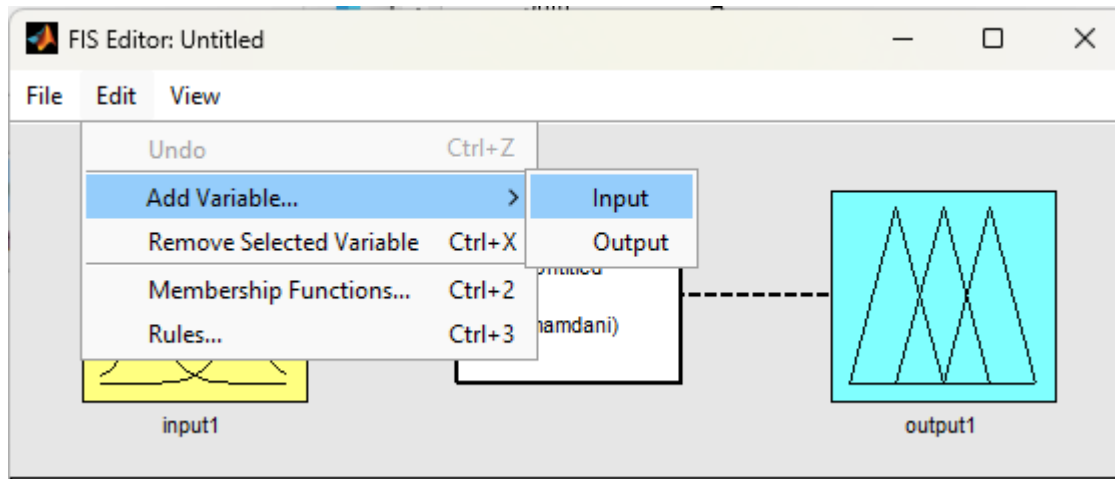 FIS Editor: Untitled
File Edit View
Undo Ctrl+Z
Add Variable... > Input
Remove Selected Variable Ctrl+X Output
Membership Functions... Ctrl+2
Rules... Ctrl+3
input1
output1